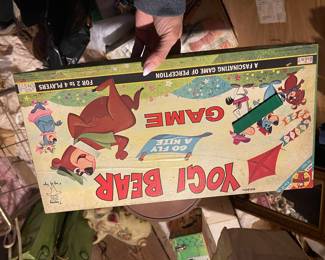 A FASCINATING GAME OF PERCEPTION
FOR 2 to 4 PLAYERS
YOGI BEAR
GO FLY
A KITE
GAME